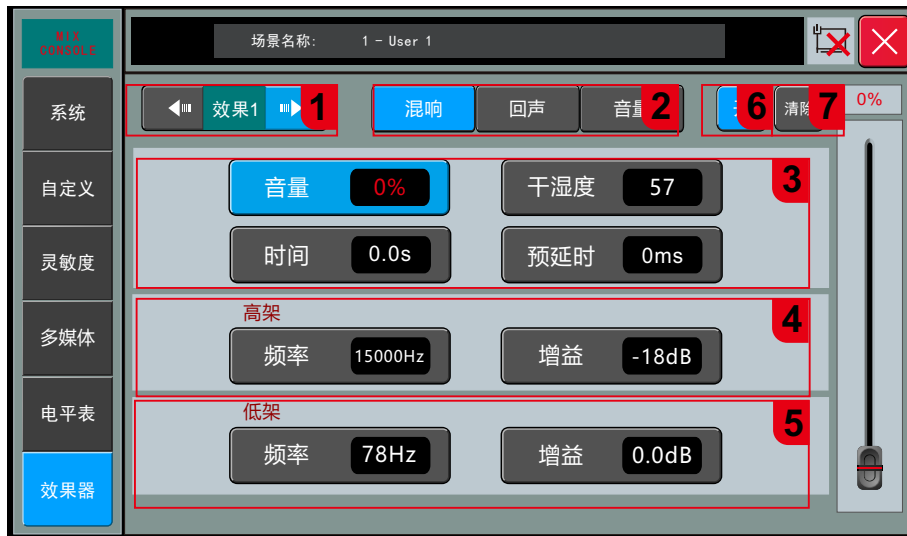 MIX
CONSOLE
场景名称: 1 - User 1
系统
自定义
灵敏度
多媒体
电平表
效果器
效果1 1
混响 回声 音量 2
6 清除 7
0%
音量 0% 干湿度 57 3
时间 0.0s 预延时 0ms
高架 4
频率 15000Hz 增益 -18dB
低架 5
频率 78Hz 增益 0.0dB